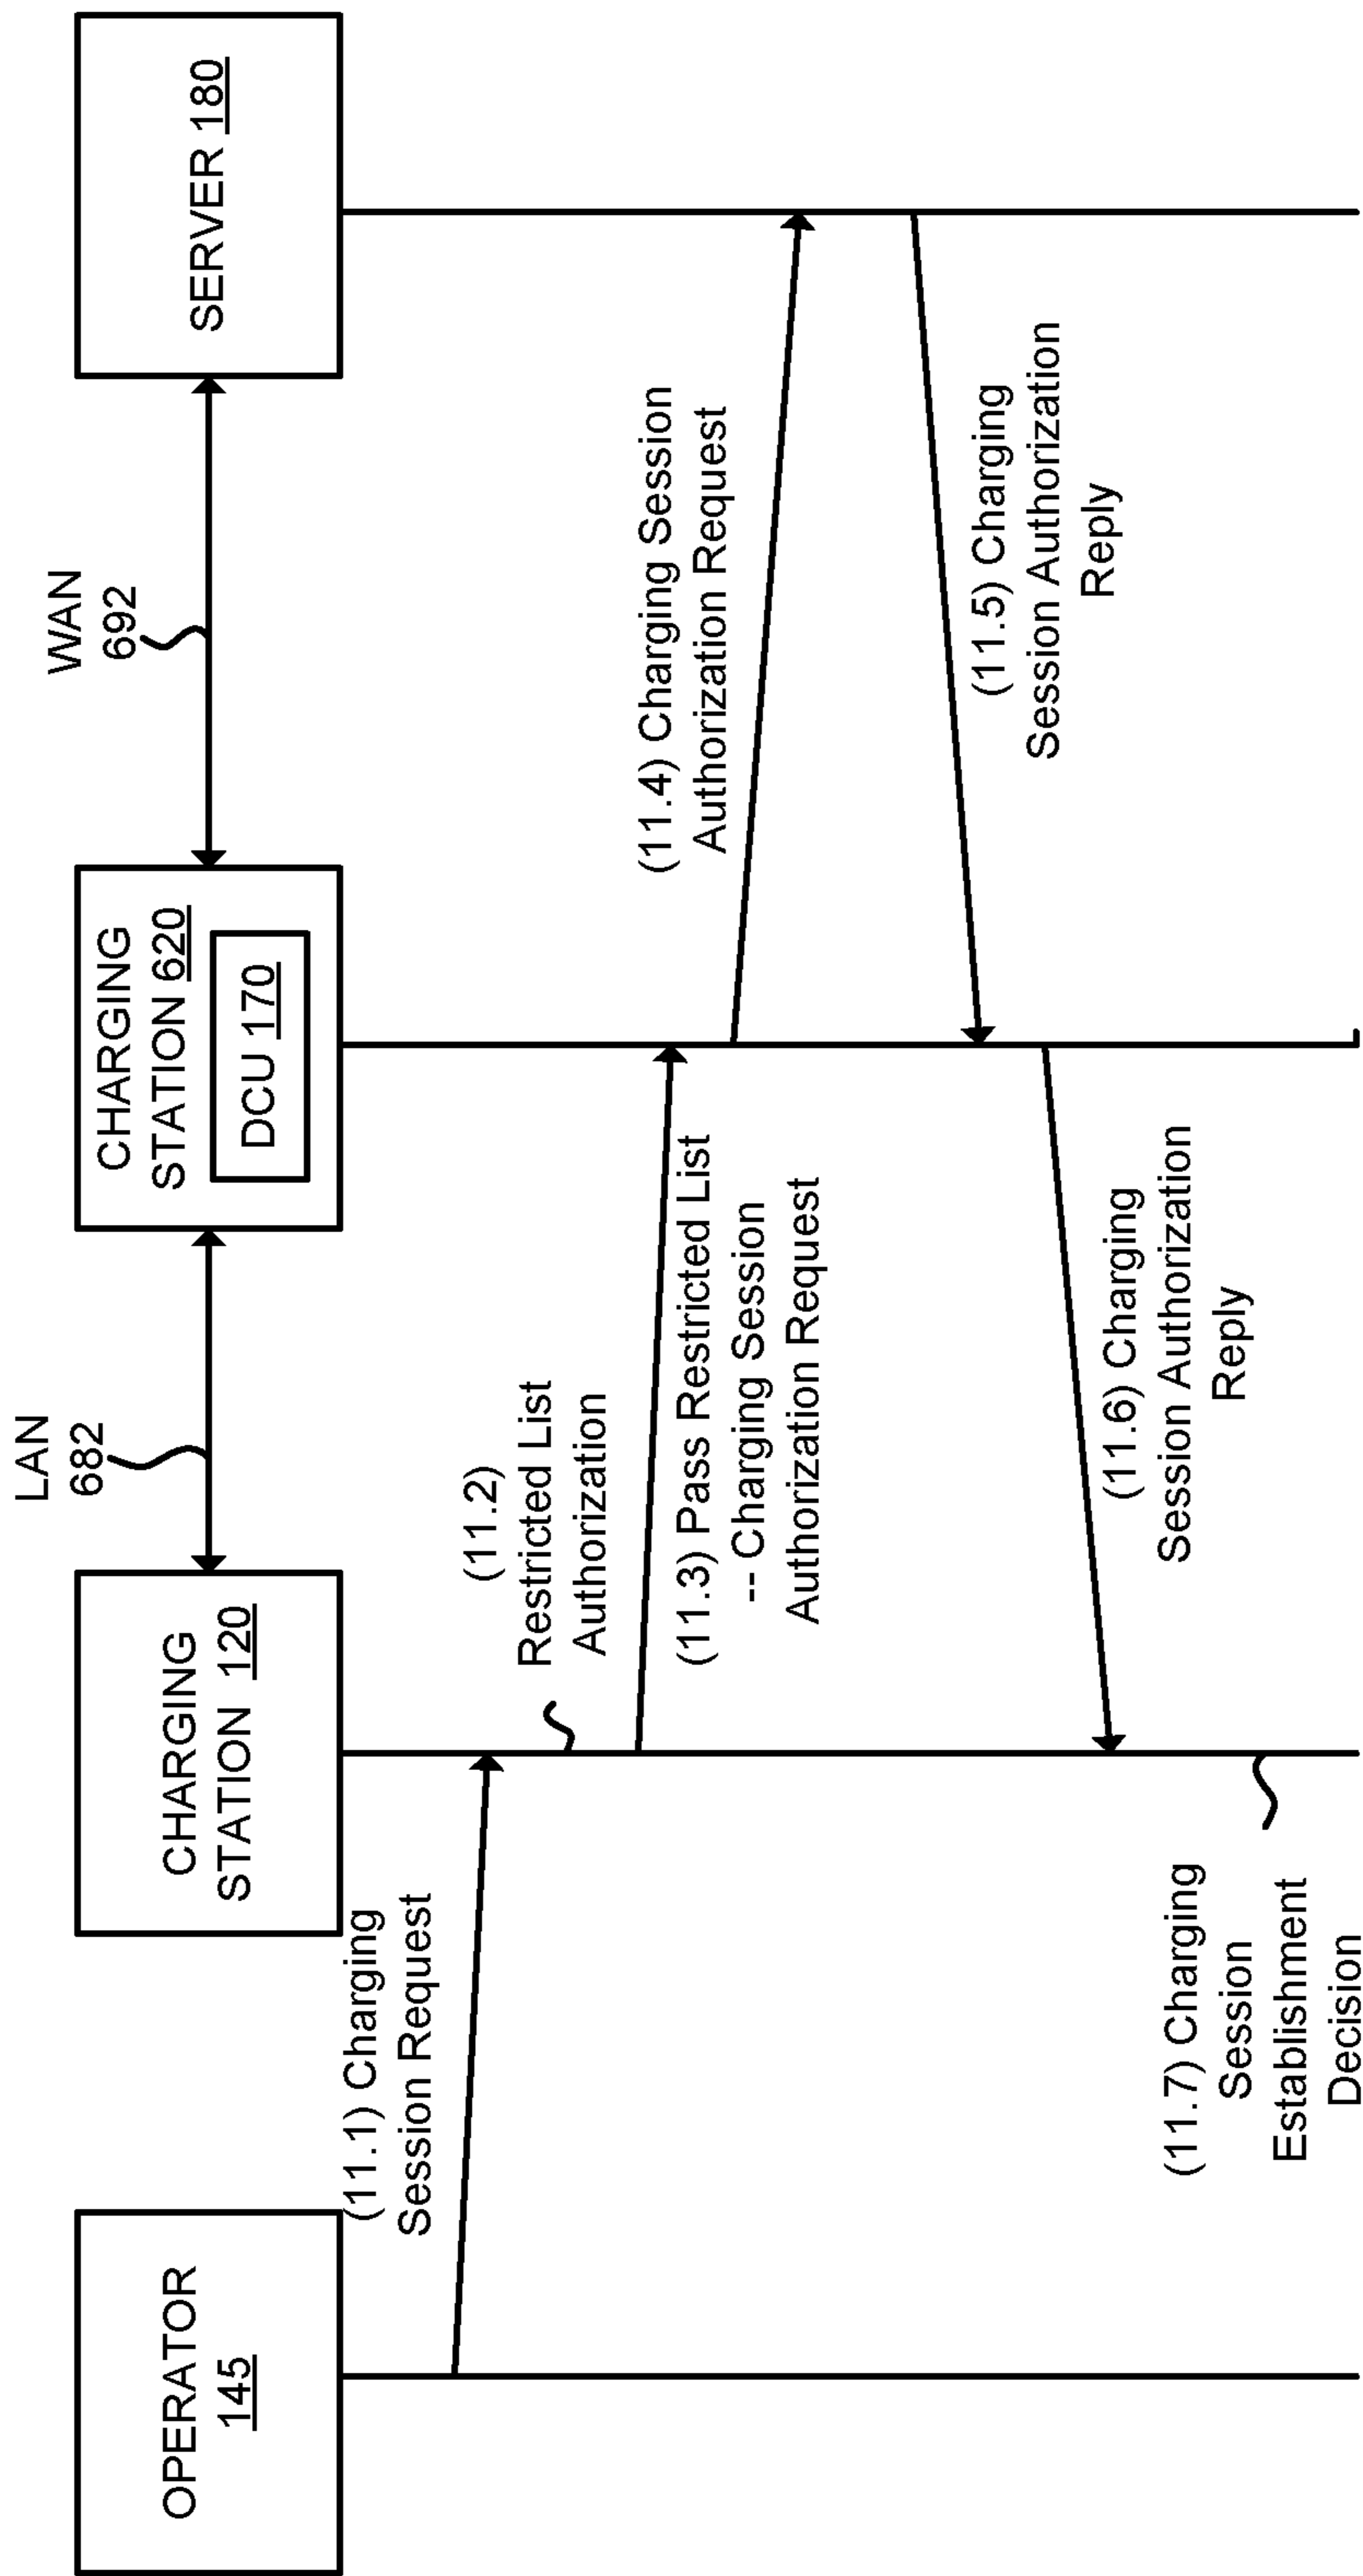 OPERATOR
145
CHARGING
STATION 120
LAN
682
CHARGING
STATION 620
DCU 170
WAN
692
SERVER 180
(11.1) Charging
Session Request
(11.2)
Restricted List
Authorization
(11.3) Pass Restricted List
-- Charging Session
Authorization Request
(11.4) Charging Session
Authorization Request
(11.5) Charging
Session Authorization
Reply
(11.6) Charging
Session Authorization
Reply
(11.7) Charging
Session
Establishment
Decision